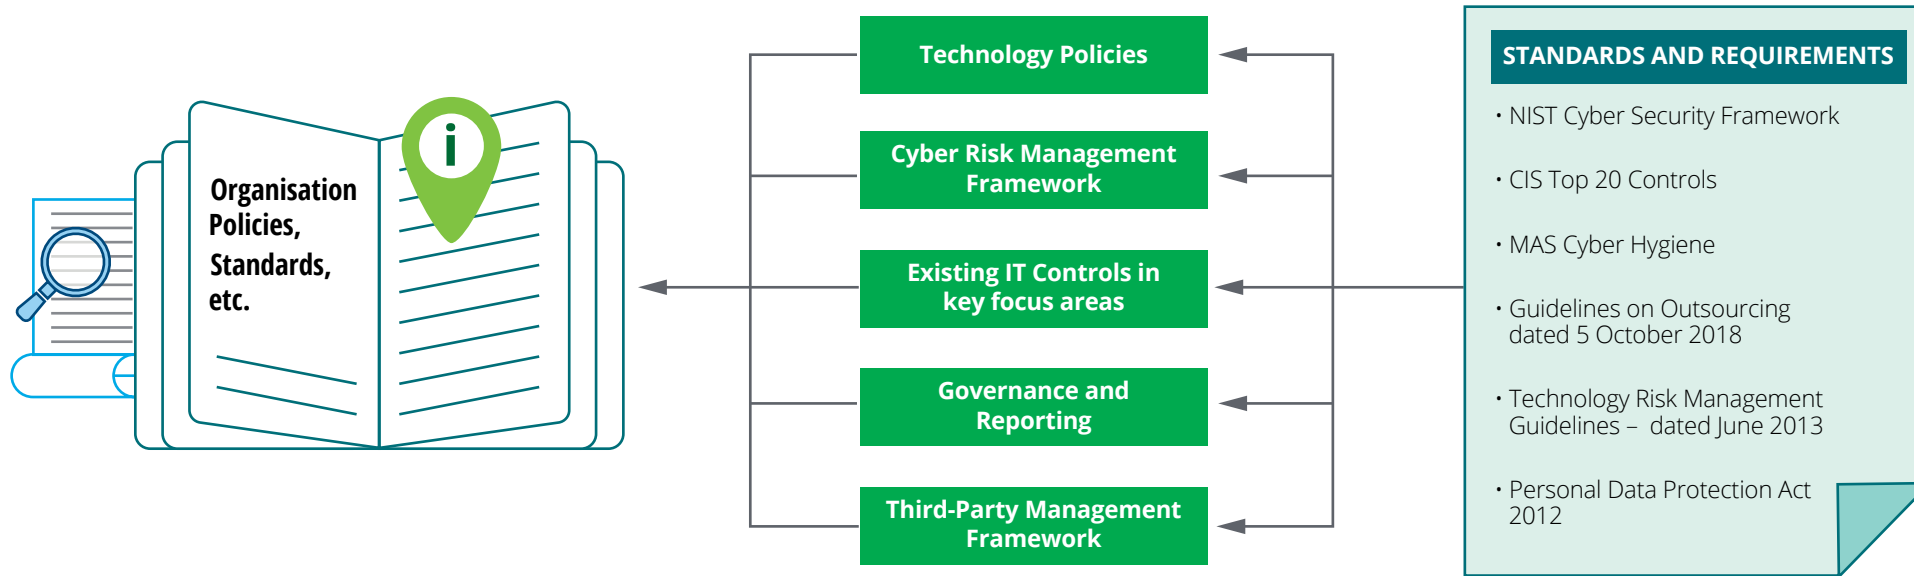 Organisation
Policies,
Standards,
etc.
i
Technology Policies
Cyber Risk Management
Framework
Existing IT Controls in
key focus areas
Governance and
Reporting
Third-Party Management
Framework
STANDARDS AND REQUIREMENTS
• NIST Cyber Security Framework
• CIS Top 20 Controls
• MAS Cyber Hygiene
• Guidelines on Outsourcing
dated 5 October 2018
• Technology Risk Management
Guidelines – dated June 2013
• Personal Data Protection Act
2012